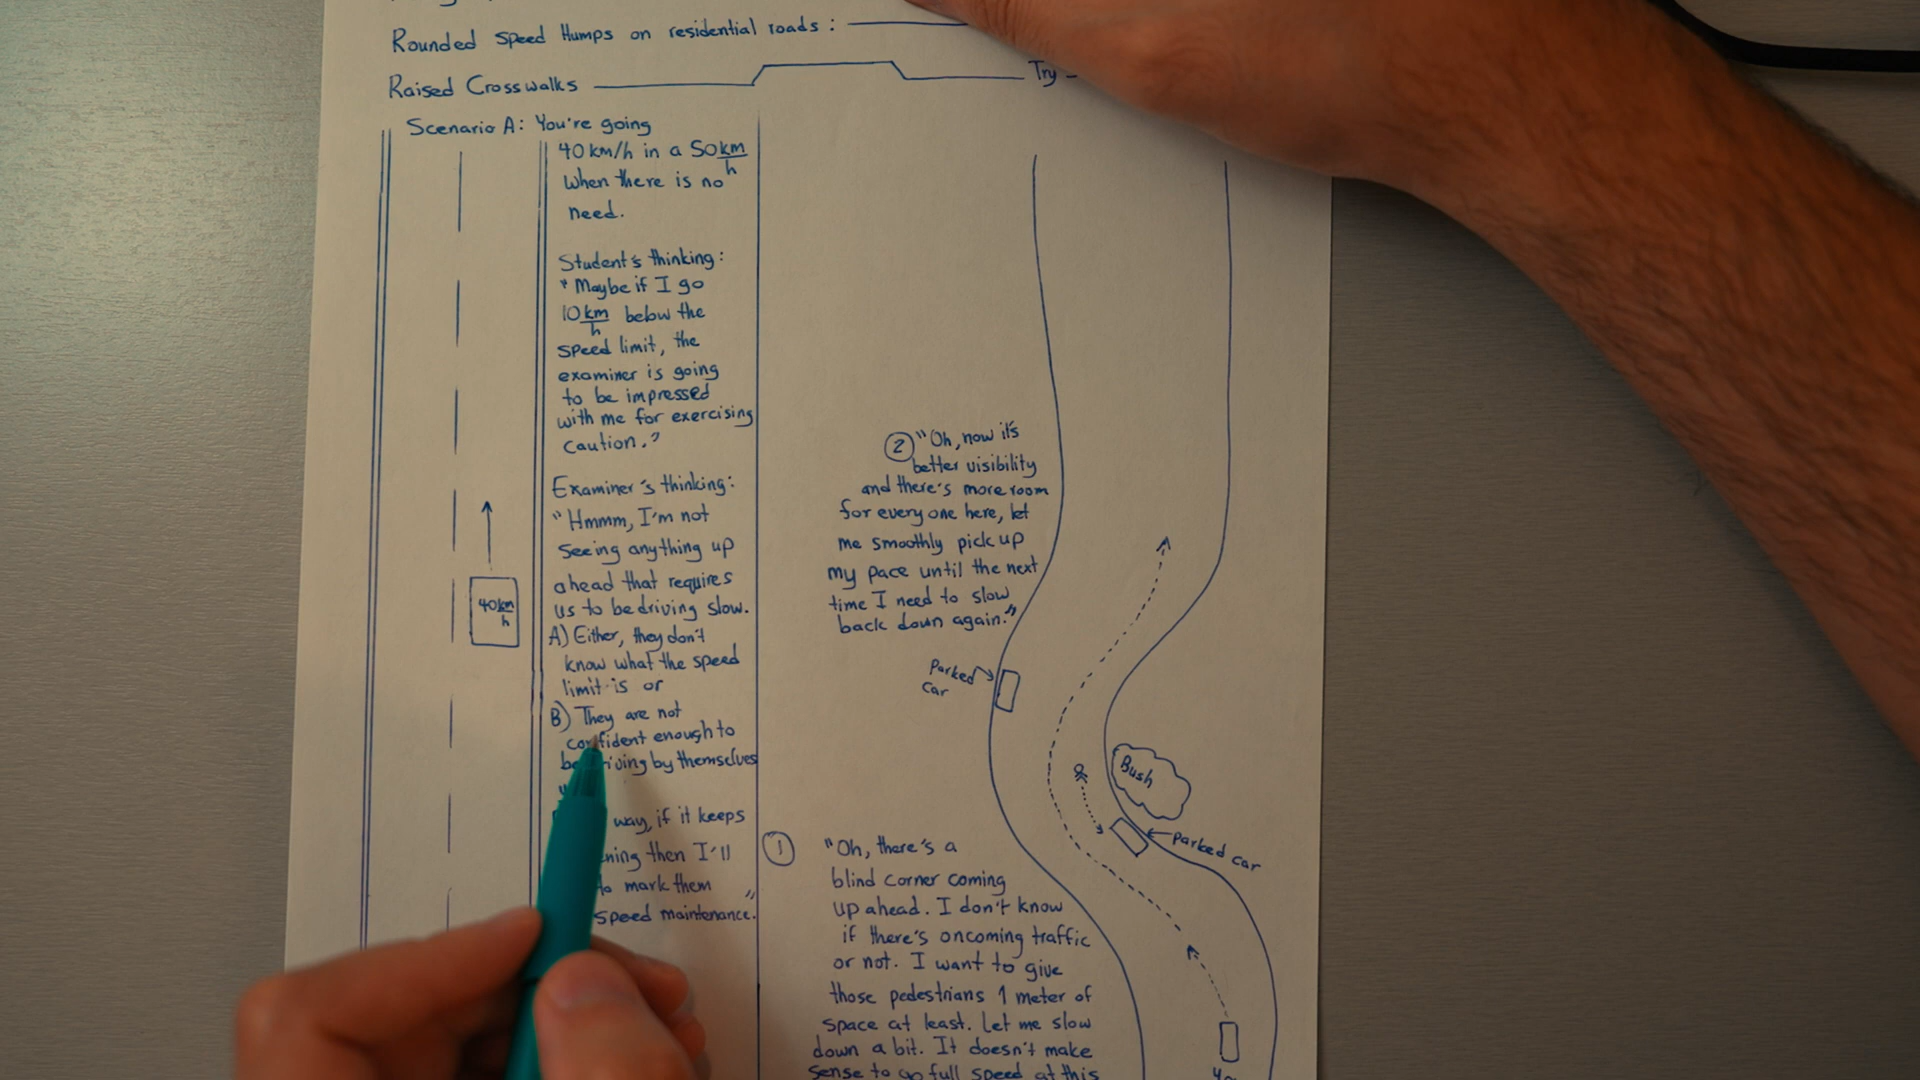 Rounded Speed Humps on residential roads :
Raised Crosswalks
Try
Scenario A: You're going
40 km/h in a 50 km/h
when there is no
need.
Student's thinking:
"Maybe if I go
10 km/h below the
speed limit, the
examiner is going
to be impressed
with me for exercising
caution."
Examiner's thinking:
"Hmmm, I'm not
seeing anything up
ahead that requires
us to be driving slow.
A) Either, they don't
know what the speed
limit is or
B) They are not
confident enough to
be driving by themselves
way, if it keeps
then I'll
mark them
speed maintenance."
40 km/h
2 "Oh, now it's
better visibility
and there's more room
for everyone here, let
me smoothly pick up
my pace until the next
time I need to slow
back down again."
Parked
car
Bush
Parked car
1 "Oh, there's a
blind corner coming
up ahead. I don't know
if there's oncoming traffic
or not. I want to give
those pedestrians 1 meter of
space at least. Let me slow
down a bit. It doesn't make
sense to go full speed at this